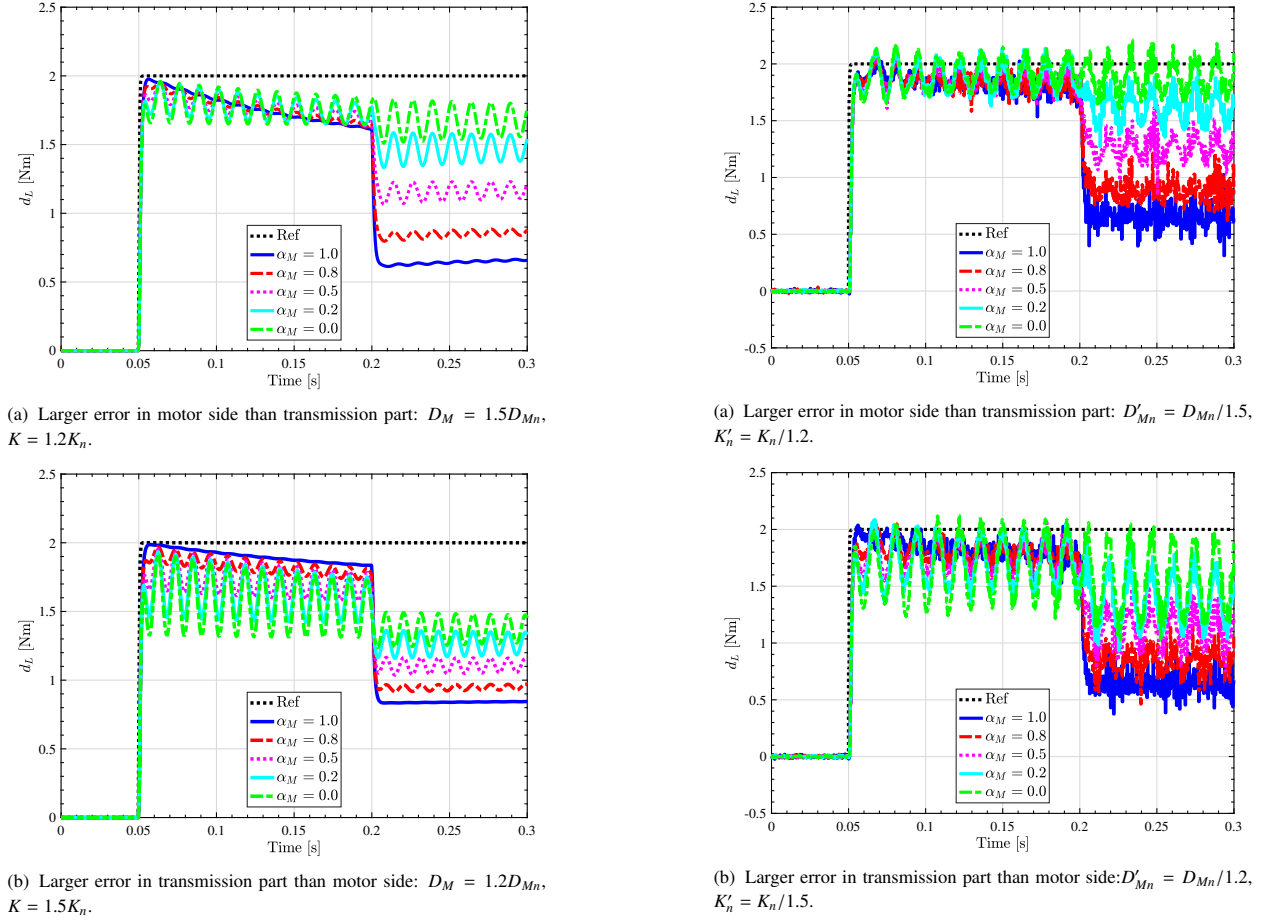 2.5
2
1.5
1
0.5
0
d_L [Nm]
Ref
α_M = 1.0
α_M = 0.8
α_M = 0.5
α_M = 0.2
α_M = 0.0
0 0.05 0.1 0.15 0.2 0.25 0.3
Time [s]
(a) Larger error in motor side than transmission part: D_M = 1.5D_{Mn},
K = 1.2K_n.
2.5
2
1.5
1
0.5
0
d_L [Nm]
Ref
α_M = 1.0
α_M = 0.8
α_M = 0.5
α_M = 0.2
α_M = 0.0
0 0.05 0.1 0.15 0.2 0.25 0.3
Time [s]
(b) Larger error in transmission part than motor side: D_M = 1.2D_{Mn},
K = 1.5K_n.
2.5
2
1.5
1
0.5
0
-0.5
d_L [Nm]
Ref
α_M = 1.0
α_M = 0.8
α_M = 0.5
α_M = 0.2
α_M = 0.0
0 0.05 0.1 0.15 0.2 0.25 0.3
Time [s]
(a) Larger error in motor side than transmission part: D'_{Mn} = D_{Mn}/1.5,
K'_n = K_n/1.2.
2.5
2
1.5
1
0.5
0
-0.5
d_L [Nm]
Ref
α_M = 1.0
α_M = 0.8
α_M = 0.5
α_M = 0.2
α_M = 0.0
0 0.05 0.1 0.15 0.2 0.25 0.3
Time [s]
(b) Larger error in transmission part than motor side:D'_{Mn} = D_{Mn}/1.2,
K'_n = K_n/1.5.